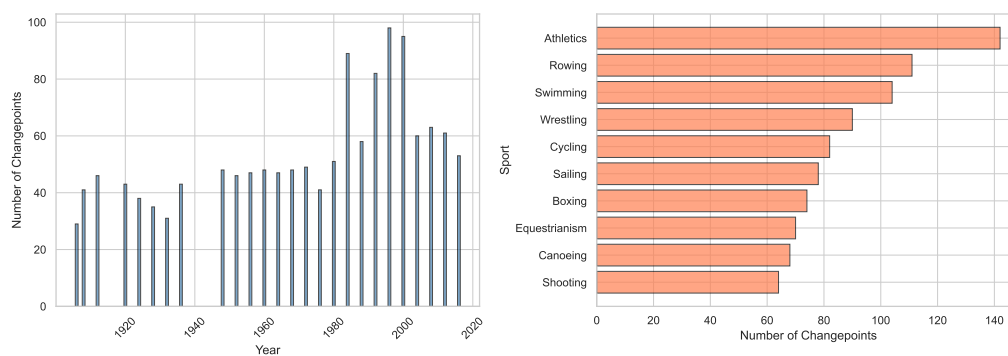 100
80
60
40
20
0
Number of Changepoints
1920
1940
1960
1980
2000
2020
Year
Sport
Athletics
Rowing
Swimming
Wrestling
Cycling
Sailing
Boxing
Equestrianism
Canoeing
Shooting
0 20 40 60 80 100 120 140
Number of Changepoints